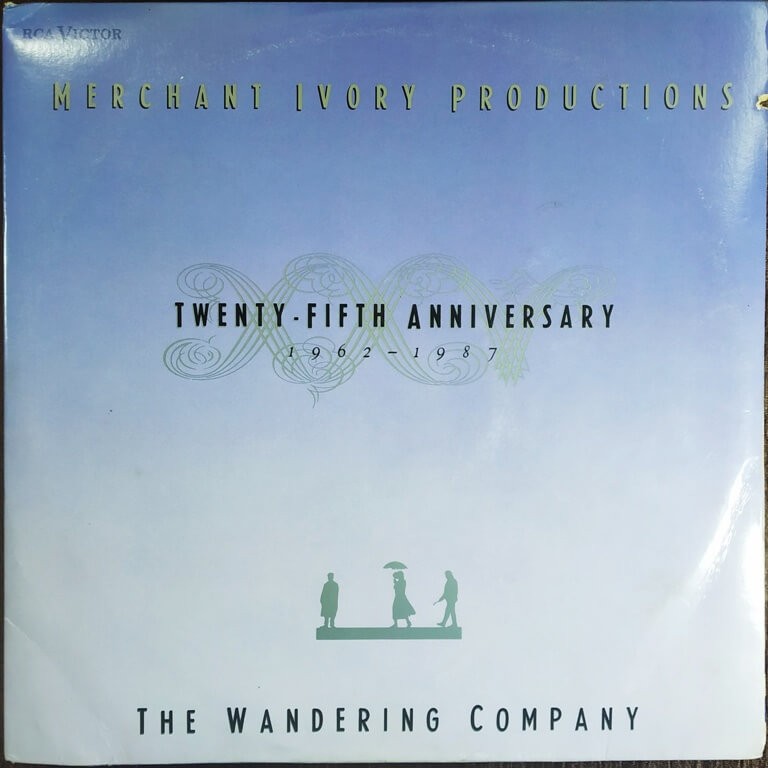 RCA VICTOR
MERCHANT IVORY PRODUCTIONS
TWENTY-FIFTH ANNIVERSARY
1962-1987
THE WANDERING COMPANY